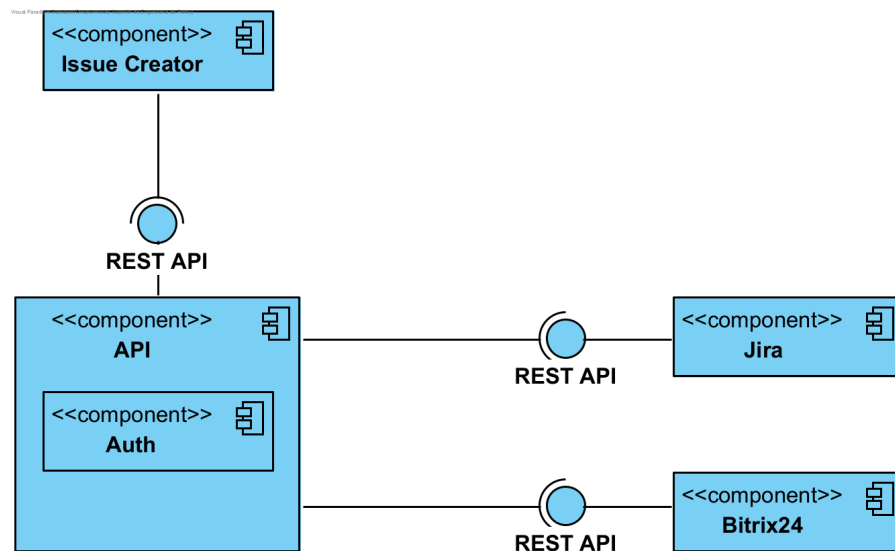 <<component>>
Issue Creator
REST API
<<component>>
API
<<component>>
Auth
REST API
<<component>>
Jira
REST API
<<component>>
Bitrix24